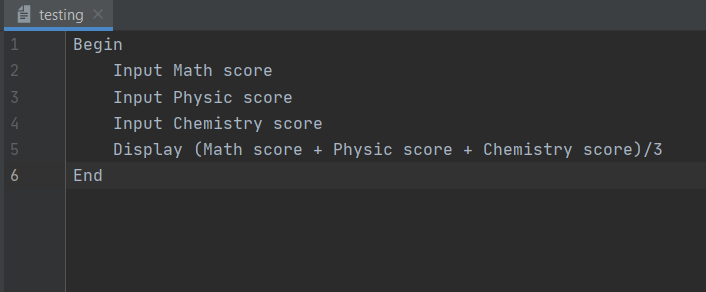 testing
1 Begin
2 Input Math score
3 Input Physic score
4 Input Chemistry score
5 Display (Math score + Physic score + Chemistry score)/3
6 End